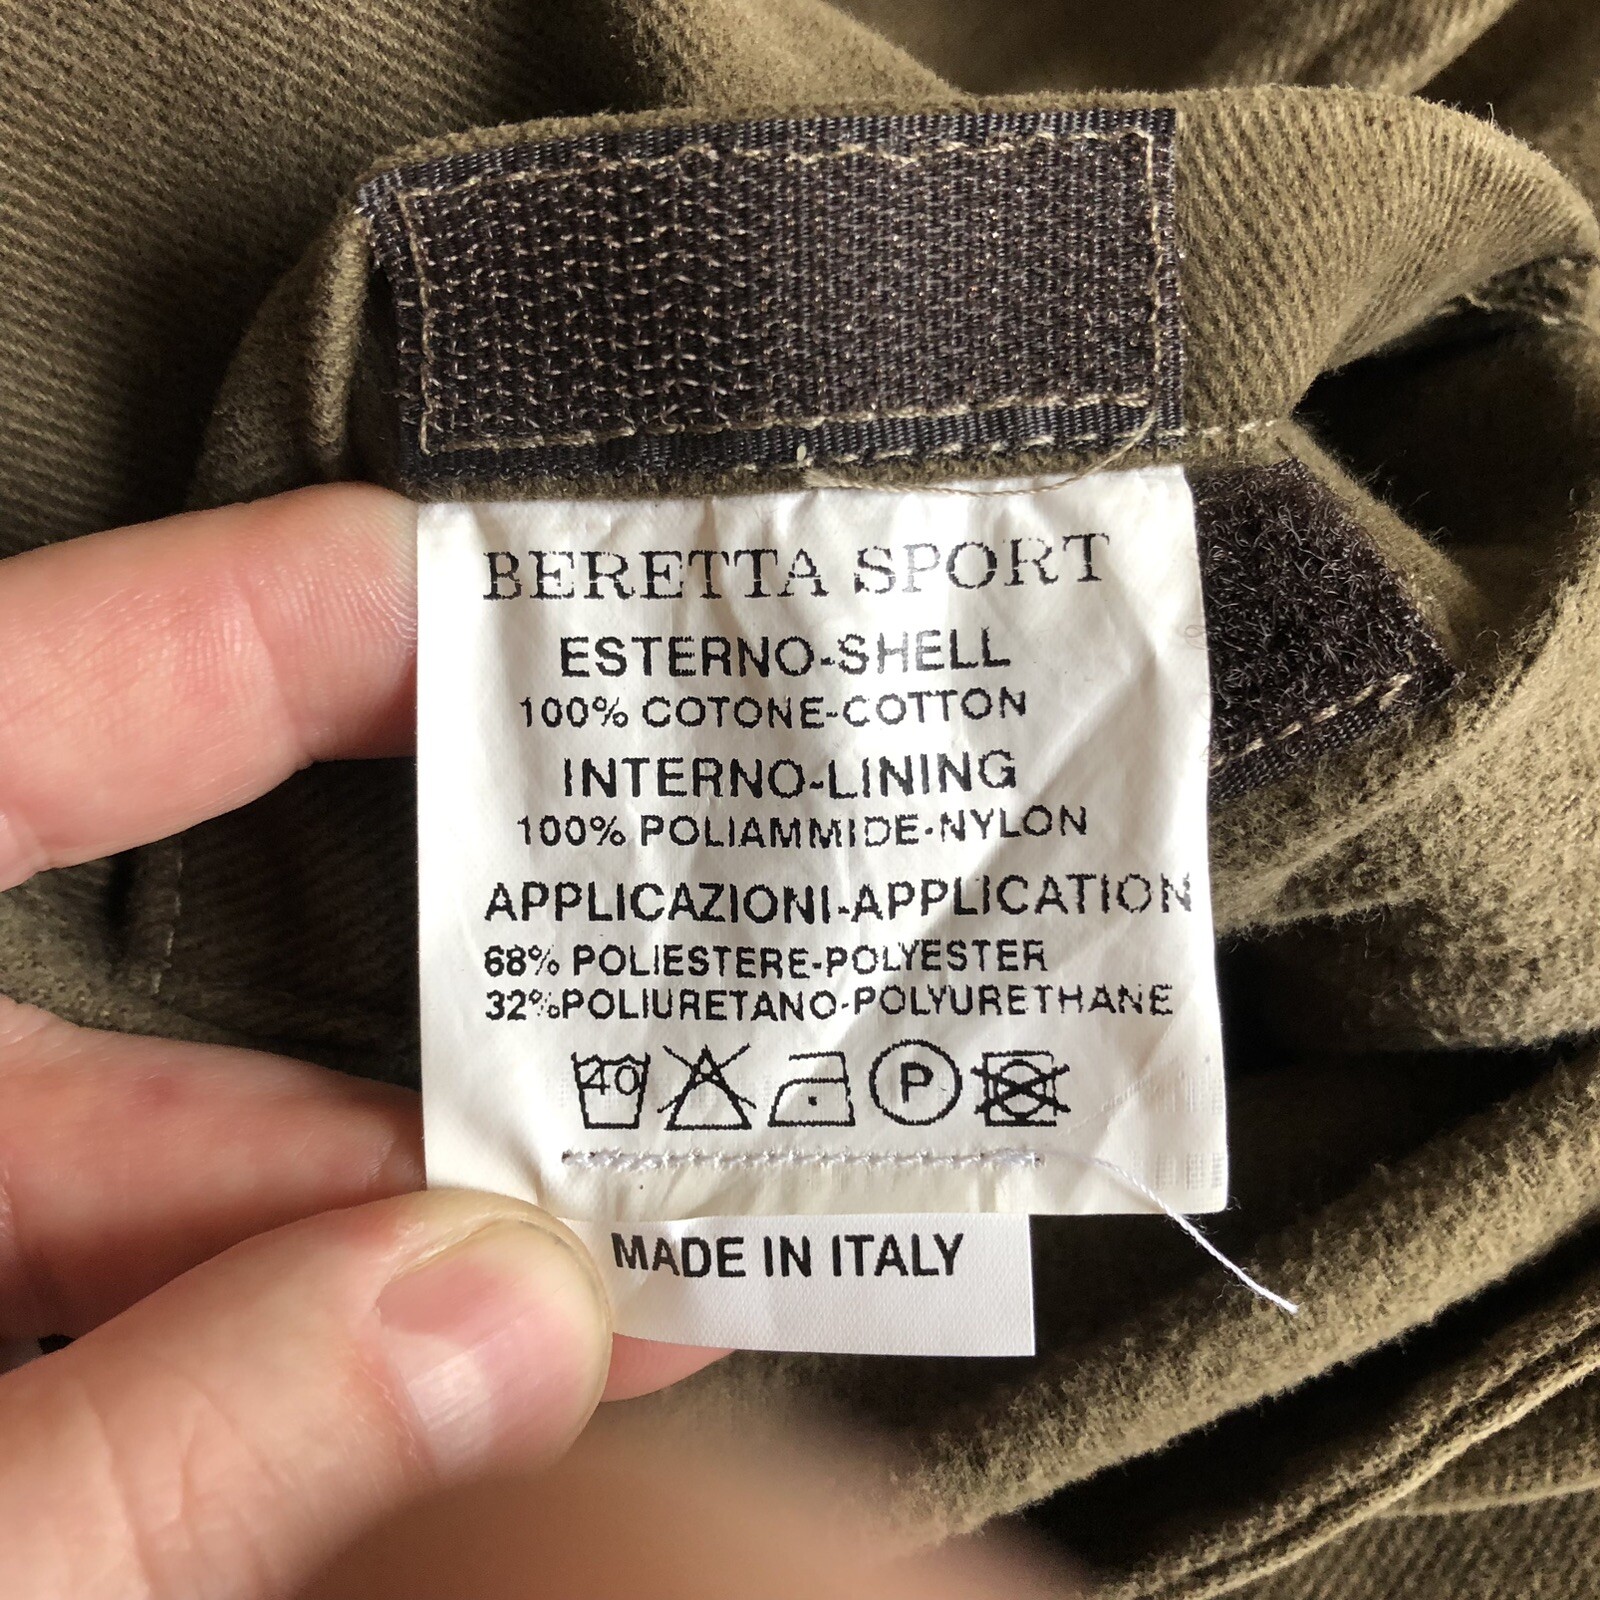 BERETTA SPORT
ESTERNO-SHELL
100% COTONE-COTTON
INTERNO-LINING
100% POLIAMMIDE-NYLON
APPLICAZIONI-APPLICATION
68% POLIESTERE-POLYESTER
32%POLIURETANO-POLYURETHANE
40 P
MADE IN ITALY